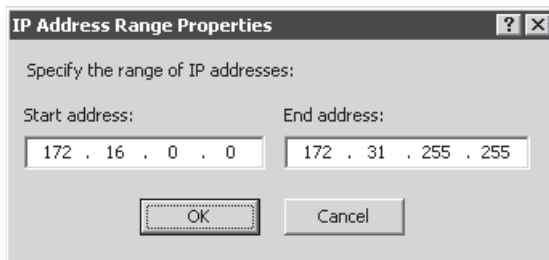 IP Address Range Properties ? X
Specify the range of IP addresses:
Start address: End address:
172 . 16 . 0 . 0 172 . 31 . 255 . 255
OK Cancel